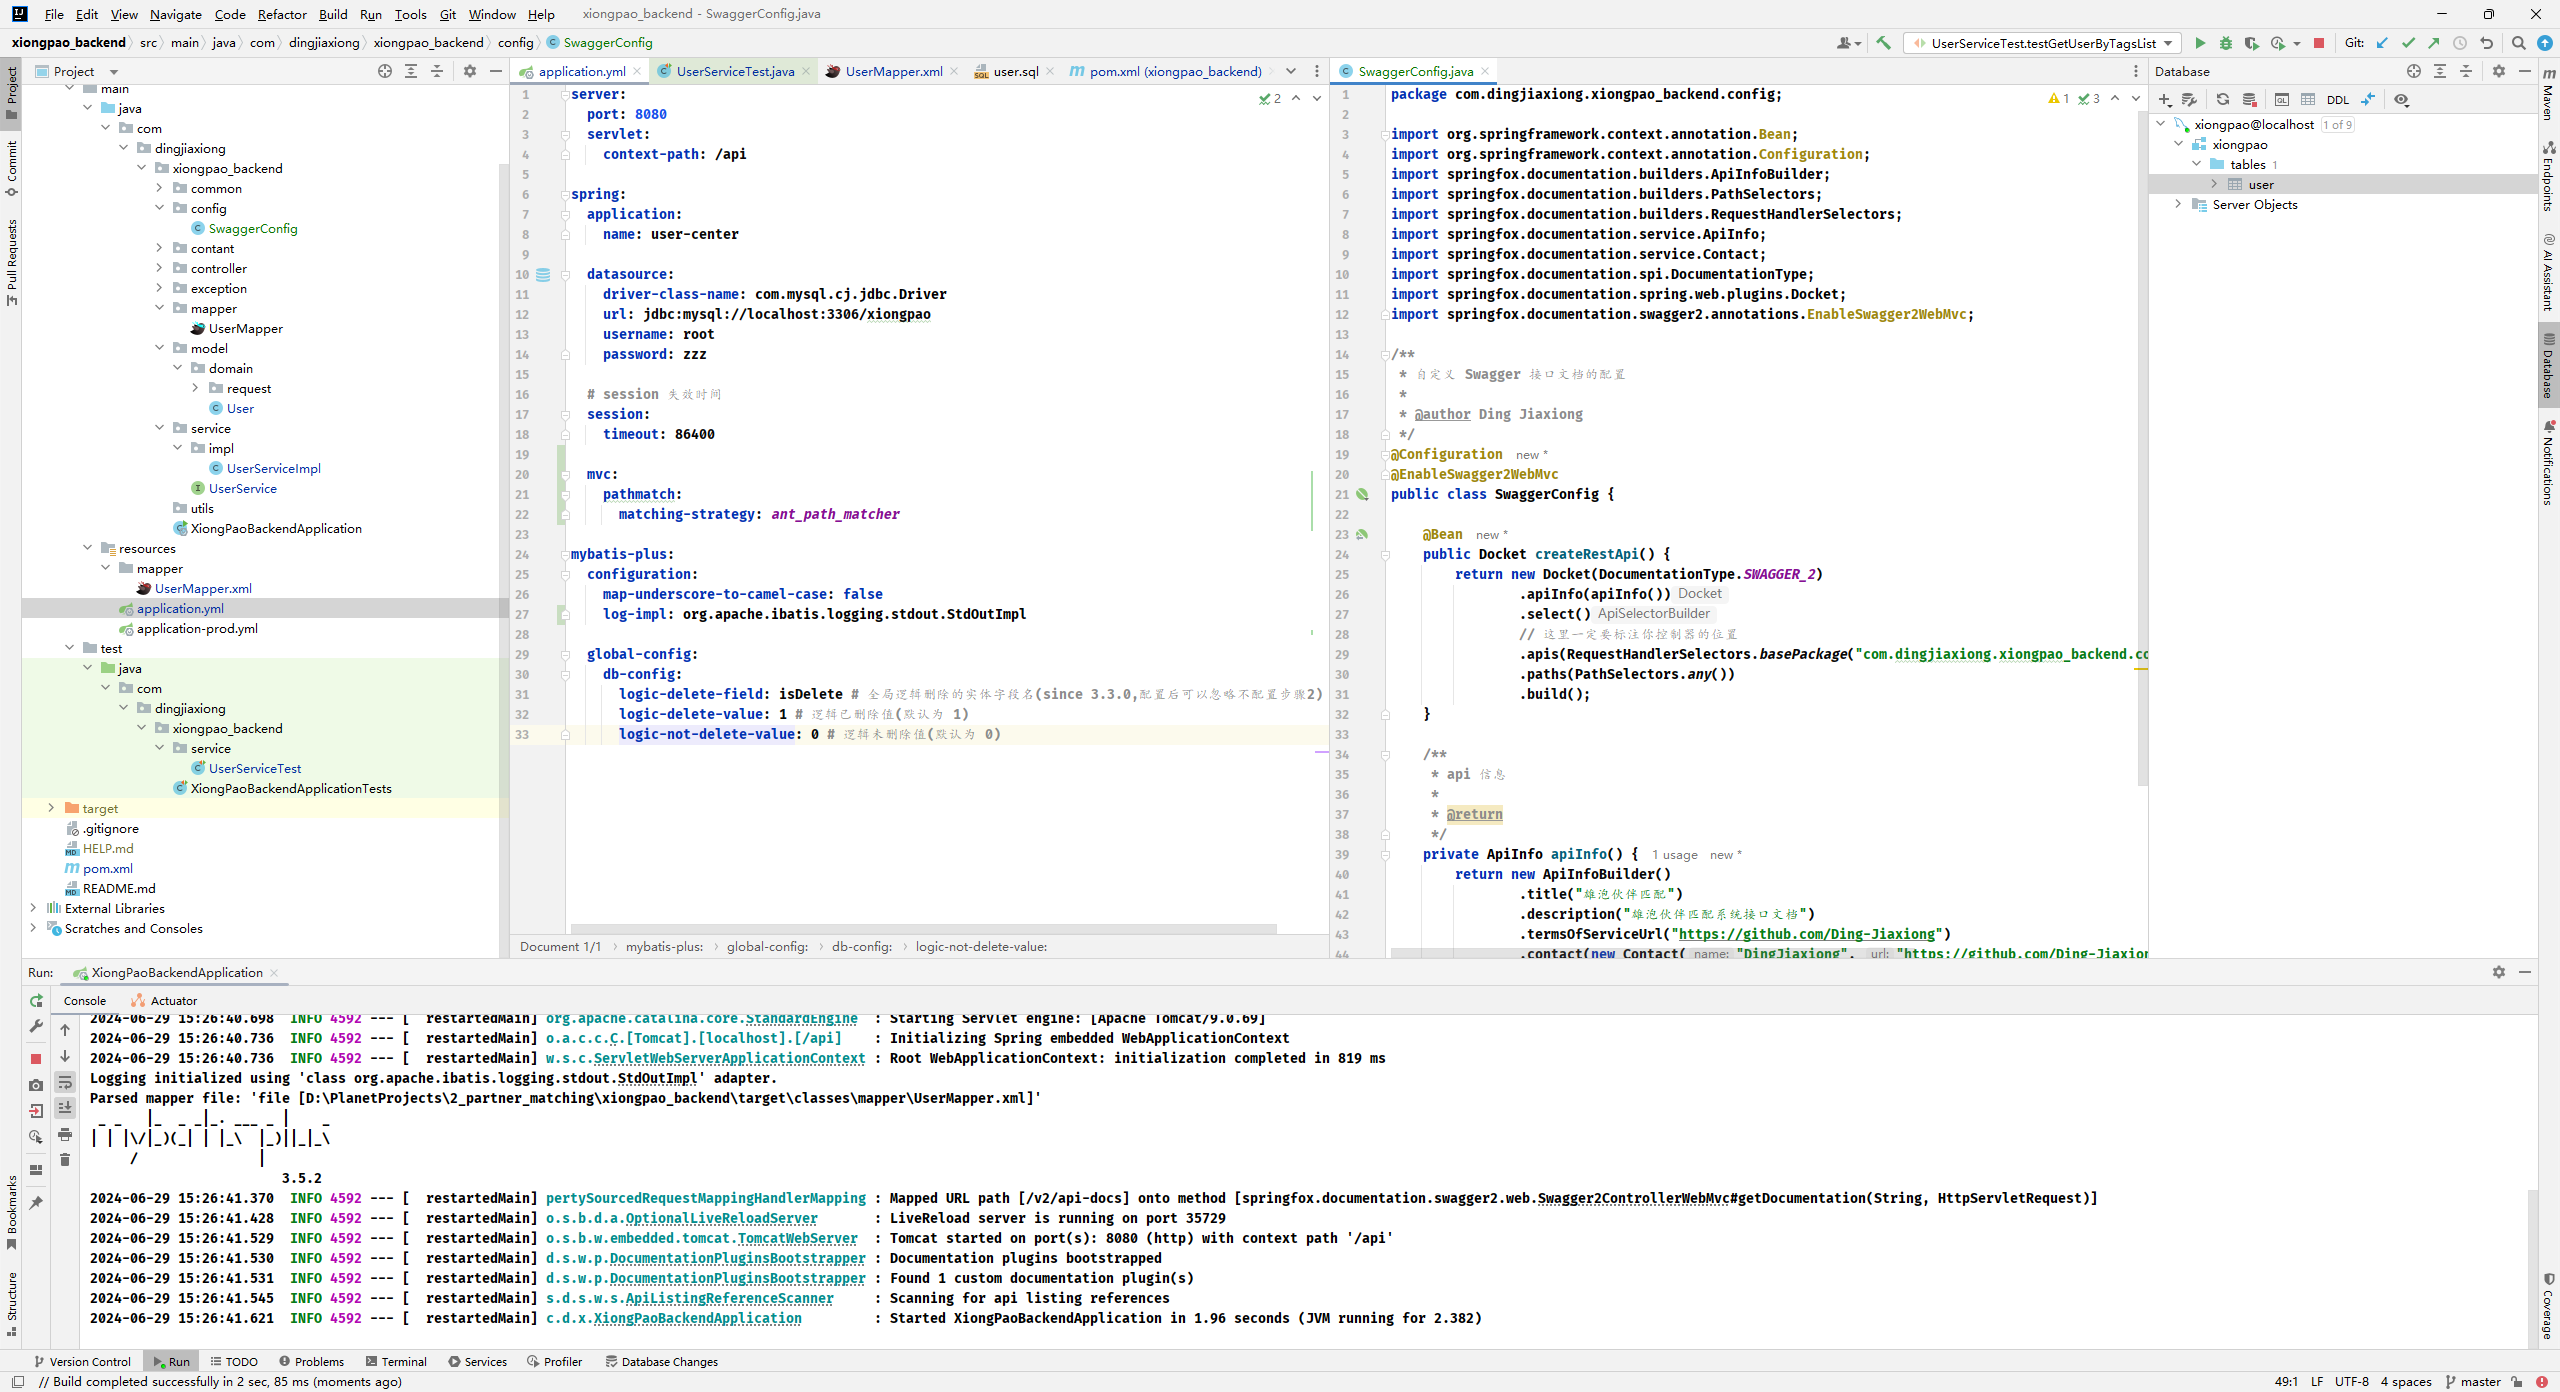 File Edit View Navigate Code Refactor Build Run Tools Git Window Help xiongpao_backend - SwaggerConfig.java
xiongpao_backend src main java com dingjiaxiong xiongpao_backend config SwaggerConfig
UserServiceTest.testGetUserByTagsList
Git:
Project
Commit
Pull Requests
Bookmarks
Structure
Project
main
java
com
dingjiaxiong
xiongpao_backend
common
config
SwaggerConfig
contant
controller
exception
mapper
UserMapper
model
domain
request
User
service
impl
UserServiceImpl
UserService
utils
XiongPaoBackendApplication
resources
mapper
UserMapper.xml
application.yml
application-prod.yml
test
java
com
dingjiaxiong
xiongpao_backend
service
UserServiceTest
XiongPaoBackendApplicationTests
target
.gitignore
HELP.md
pom.xml
README.md
External Libraries
Scratches and Consoles
application.yml UserServiceTest.java UserMapper.xml user.sql pom.xml (xiongpao_backend)
2
1 server:
2 port: 8080
3 servlet:
4 context-path: /api
5
6 spring:
7 application:
8 name: user-center
9
10 datasource:
11 driver-class-name: com.mysql.cj.jdbc.Driver
12 url: jdbc:mysql://localhost:3306/xiongpao
13 username: root
14 password: zzz
15
16 # session 失效时间
17 session:
18 timeout: 86400
19
20 mvc:
21 pathmatch:
22 matching-strategy: ant_path_matcher
23
24 mybatis-plus:
25 configuration:
26 map-underscore-to-camel-case: false
27 log-impl: org.apache.ibatis.logging.stdout.StdOutImpl
28
29 global-config:
30 db-config:
31 logic-delete-field: isDelete # 全局逻辑删除的实体字段名(since 3.3.0,配置后可以忽略不配置步骤2)
32 logic-delete-value: 1 # 逻辑已删除值(默认为 1)
33 logic-not-delete-value: 0 # 逻辑未删除值(默认为 0)
Document 1/1 mybatis-plus: global-config: db-config: logic-not-delete-value:
SwaggerConfig.java
1 3
1 package com.dingjiaxiong.xiongpao_backend.config;
2
3 import org.springframework.context.annotation.Bean;
4 import org.springframework.context.annotation.Configuration;
5 import springfox.documentation.builders.ApiInfoBuilder;
6 import springfox.documentation.builders.PathSelectors;
7 import springfox.documentation.builders.RequestHandlerSelectors;
8 import springfox.documentation.service.ApiInfo;
9 import springfox.documentation.service.Contact;
10 import springfox.documentation.spi.DocumentationType;
11 import springfox.documentation.spring.web.plugins.Docket;
12 import springfox.documentation.swagger2.annotations.EnableSwagger2WebMvc;
13
14 /**
15 * 自定义 Swagger 接口文档的配置
16 *
17 * @author Ding Jiaxiong
18 */
19 @Configuration new *
20 @EnableSwagger2WebMvc
21 public class SwaggerConfig {
22
23 @Bean new *
24 public Docket createRestApi() {
25 return new Docket(DocumentationType.SWAGGER_2)
26 .apiInfo(apiInfo()) Docket
27 .select() ApiSelectorBuilder
28 // 这里一定要标注你控制器的位置
29 .apis(RequestHandlerSelectors.basePackage("com.dingjiaxiong.xiongpao_backend.co
30 .paths(PathSelectors.any())
31 .build();
32 }
33
34 /**
35 * api 信息
36 *
37 * @return
38 */
39 private ApiInfo apiInfo() { 1 usage new *
40 return new ApiInfoBuilder()
41 .title("雄泡伙伴匹配")
42 .description("雄泡伙伴匹配系统接口文档")
43 .termsOfServiceUrl("https://github.com/Ding-Jiaxiong")
44 .contact(new Contact( name: "DingJiaxiong", url: "https://github.com/Ding-Jiaxion
Database
DDL
xiongpao@localhost 1 of 9
xiongpao
tables 1
user
Server Objects
Maven
Endpoints
AI Assistant
Database
Notifications
Coverage
Run: XiongPaoBackendApplication
Console Actuator
2024-06-29 15:26:40.698 INFO 4592 --- [ restartedMain] org.apache.catalina.core.StandardEngine : Starting Servlet engine: [Apache Tomcat/9.0.69]
2024-06-29 15:26:40.736 INFO 4592 --- [ restartedMain] o.a.c.c.C.[Tomcat].[localhost].[/api] : Initializing Spring embedded WebApplicationContext
2024-06-29 15:26:40.736 INFO 4592 --- [ restartedMain] w.s.c.ServletWebServerApplicationContext : Root WebApplicationContext: initialization completed in 819 ms
Logging initialized using 'class org.apache.ibatis.logging.stdout.StdOutImpl' adapter.
Parsed mapper file: 'file [D:\PlanetProjects\2_partner_matching\xiongpao_backend\target\classes\mapper\UserMapper.xml]'
_ _   |_  _ _|_. ___ _ |    _
| | |\/|_)(_| | |_\  |_)||_|_\
/               |
3.5.2
2024-06-29 15:26:41.370 INFO 4592 --- [ restartedMain] pertySourcedRequestMappingHandlerMapping : Mapped URL path [/v2/api-docs] onto method [springfox.documentation.swagger2.web.Swagger2ControllerWebMvc#getDocumentation(String, HttpServletRequest)]
2024-06-29 15:26:41.428 INFO 4592 --- [ restartedMain] o.s.b.d.a.OptionalLiveReloadServer : LiveReload server is running on port 35729
2024-06-29 15:26:41.529 INFO 4592 --- [ restartedMain] o.s.b.w.embedded.tomcat.TomcatWebServer : Tomcat started on port(s): 8080 (http) with context path '/api'
2024-06-29 15:26:41.530 INFO 4592 --- [ restartedMain] d.s.w.p.DocumentationPluginsBootstrapper : Documentation plugins bootstrapped
2024-06-29 15:26:41.531 INFO 4592 --- [ restartedMain] d.s.w.p.DocumentationPluginsBootstrapper : Found 1 custom documentation plugin(s)
2024-06-29 15:26:41.545 INFO 4592 --- [ restartedMain] s.d.s.w.s.ApiListingReferenceScanner : Scanning for api listing references
2024-06-29 15:26:41.621 INFO 4592 --- [ restartedMain] c.d.x.XiongPaoBackendApplication : Started XiongPaoBackendApplication in 1.96 seconds (JVM running for 2.382)
Version Control Run TODO Problems Terminal Services Profiler Database Changes
// Build completed successfully in 2 sec, 85 ms (moments ago)
49:1 LF UTF-8 4 spaces master